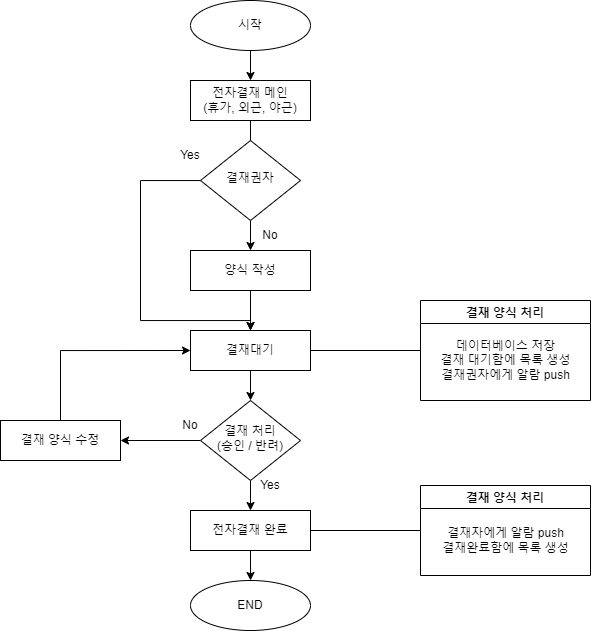 시작
전자결재 메인
(휴가, 외근, 야근)
Yes
결재권자
No
양식 작성
결재 양식 처리
결재대기
데이터베이스 저장
결재 대기함에 목록 생성
결재권자에게 알람 push
No
결재 처리
(승인 / 반려)
결재 양식 수정
Yes
결재 양식 처리
전자결재 완료
결재자에게 알람 push
결재완료함에 목록 생성
END